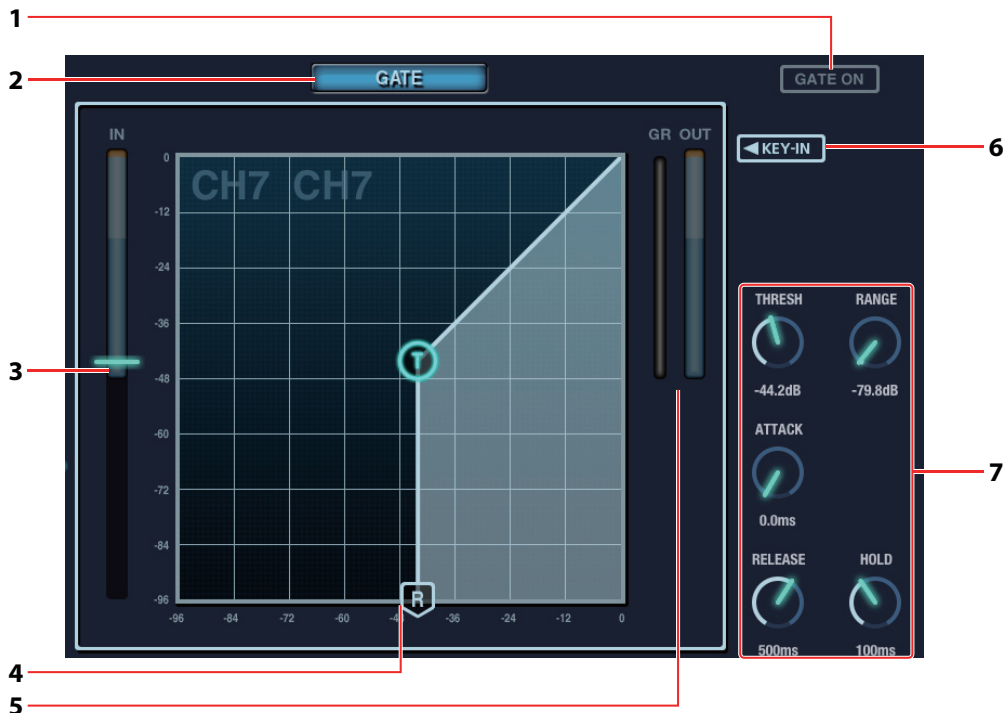 1
2
GATE
GATE ON
IN
GR OUT
KEY-IN
6
0
CH7 CH7
-12
-24
THRESH RANGE
-36
T
3
-48
-44.2dB -79.8dB
-60
ATTACK
7
-72
0.0ms
-84
RELEASE HOLD
-96
R
-96 -84 -72 -60 -36 -24 -12 0
500ms 100ms
4
5